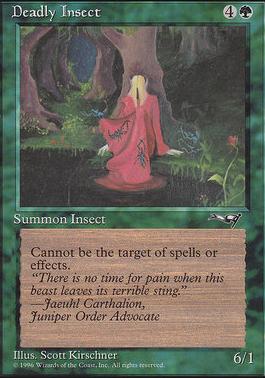 Deadly Insect 4
Summon Insect
Cannot be the target of spells or
effects.
"There is no time for pain when this
beast leaves its terrible sting."
—Jaeuhl Carthalion,
Juniper Order Advocate
Illus. Scott Kirschner
© 1996 Wizards of the Coast, Inc. All rights reserved.
6/1